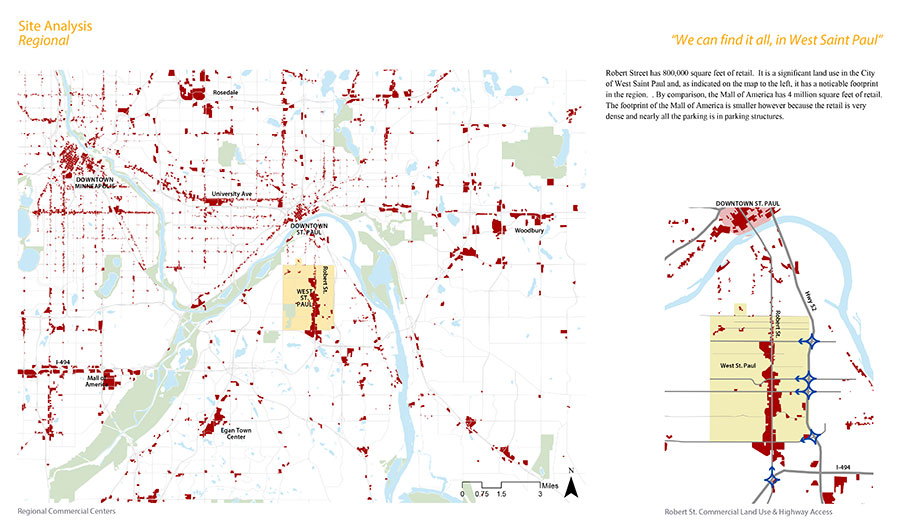 Site Analysis
Regional
"We can find it all, in West Saint Paul"
Robert Street has 800,000 square feet of retail. It is a significant land use in the City
of West Saint Paul and, as indicated on the map to the left, it has a noticable footprint
in the region. . By comparison, the Mall of America has 4 million square feet of retail.
The footprint of the Mall of America is smaller however because the retail is very
dense and nearly all the parking is in parking structures.
Rosedale
DOWNTOWN
MINNEAPOLIS
University Ave
DOWNTOWN
ST. PAUL
Woodbury
WEST
ST.
PAUL
Robert St.
I-494
Mall of
America
Egan Town
Center
N
Miles
0 0.75 1.5 3
Regional Commercial Centers
DOWNTOWN ST. PAUL
Hwy 52
Robert St.
West St. Paul
I-494
Robert St. Commercial Land Use & Highway Access